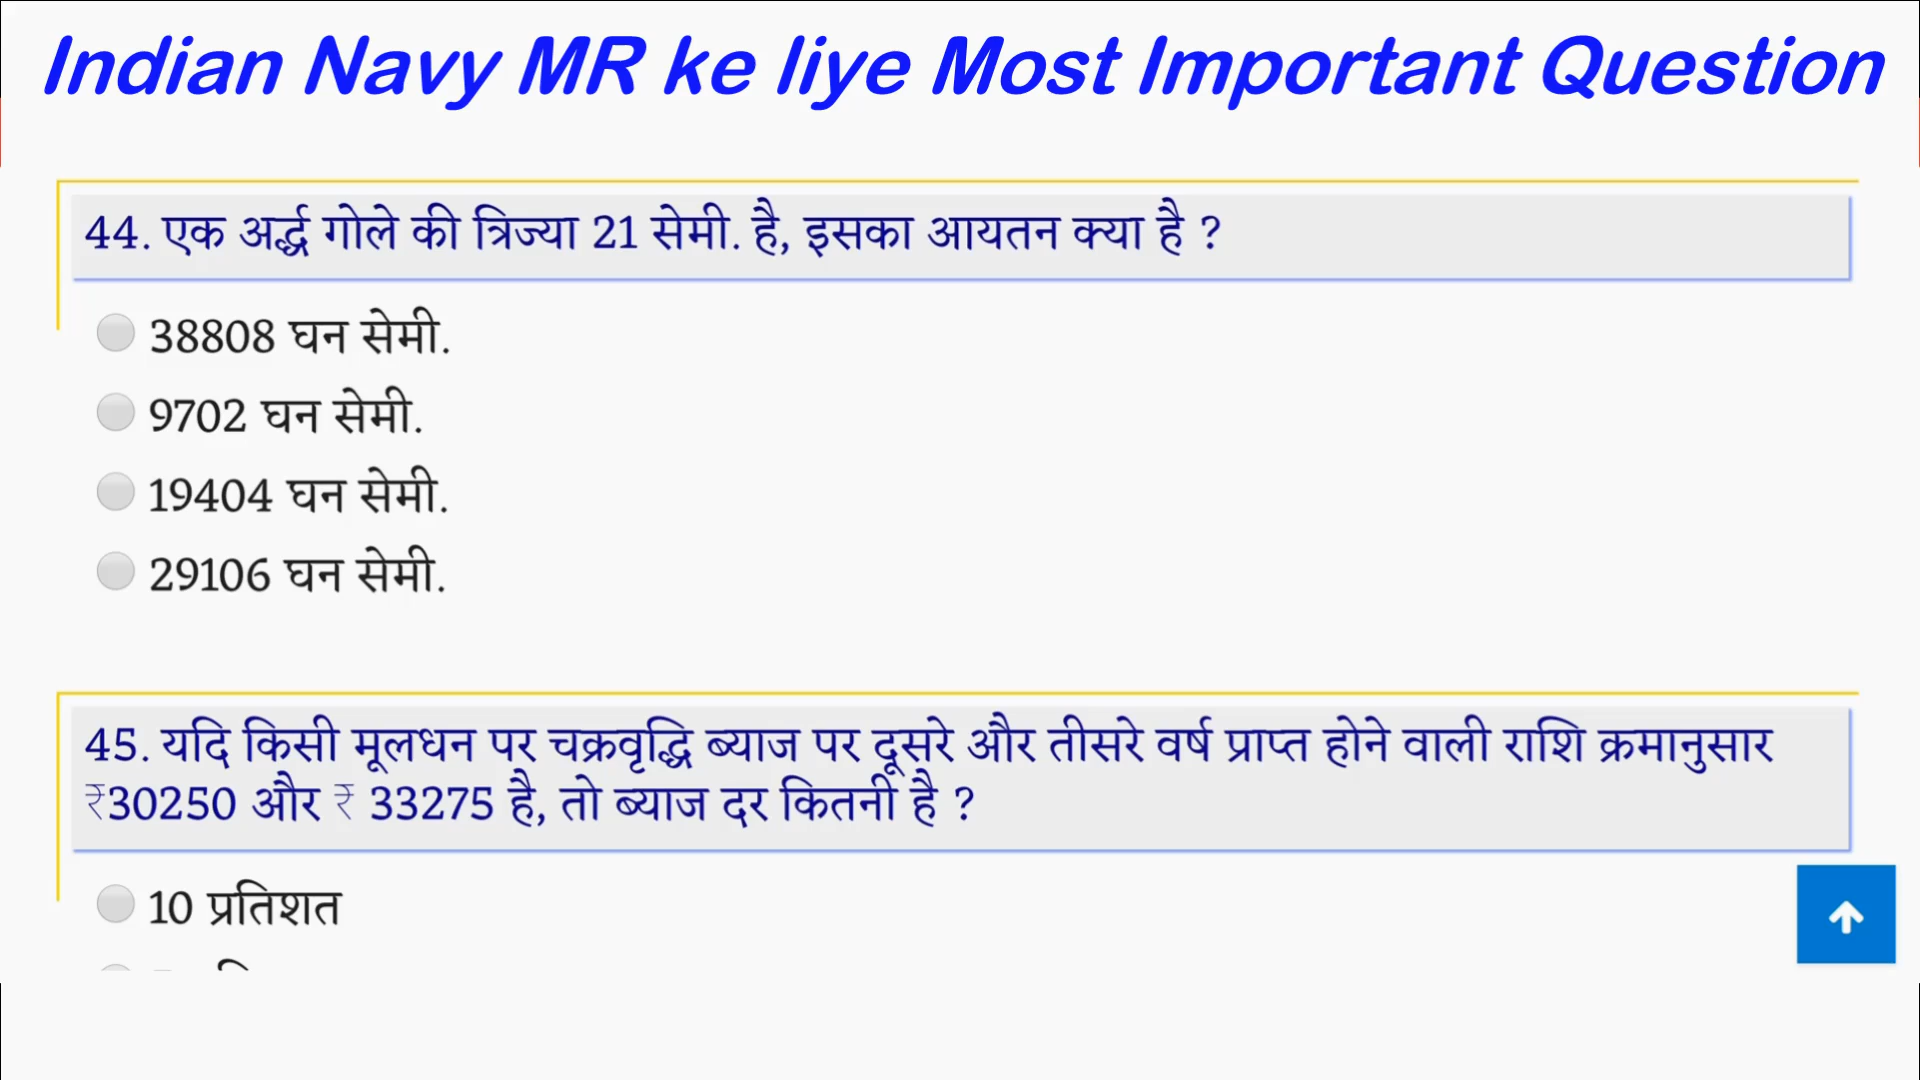 Indian Navy MR ke liye Most Important Question
44. एक अर्द्ध गोले की त्रिज्या 21 सेमी. है, इसका आयतन क्या है ?
38808 घन सेमी.
9702 घन सेमी.
19404 घन सेमी.
29106 घन सेमी.
45. यदि किसी मूलधन पर चक्रवृद्धि ब्याज पर दूसरे और तीसरे वर्ष प्राप्त होने वाली राशि क्रमानुसार
₹30250 और ₹ 33275 है, तो ब्याज दर कितनी है ?
10 प्रतिशत